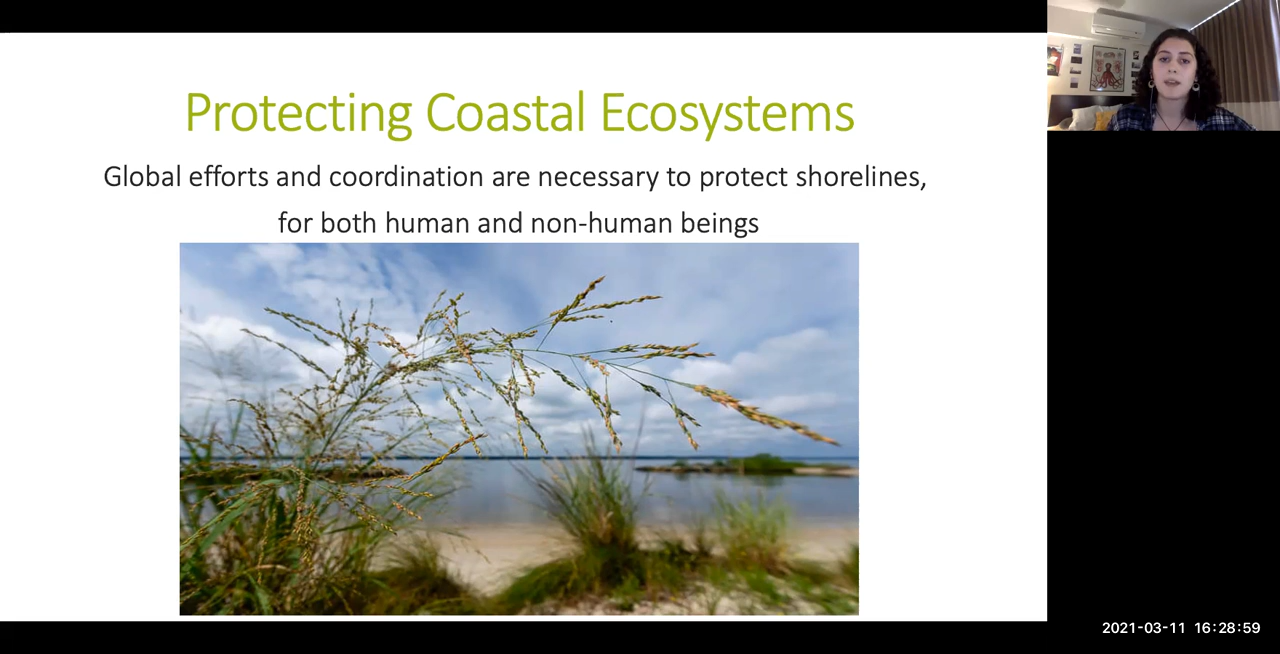 Protecting Coastal Ecosystems
Global efforts and coordination are necessary to protect shorelines,
for both human and non-human beings
2021-03-11 16:28:59